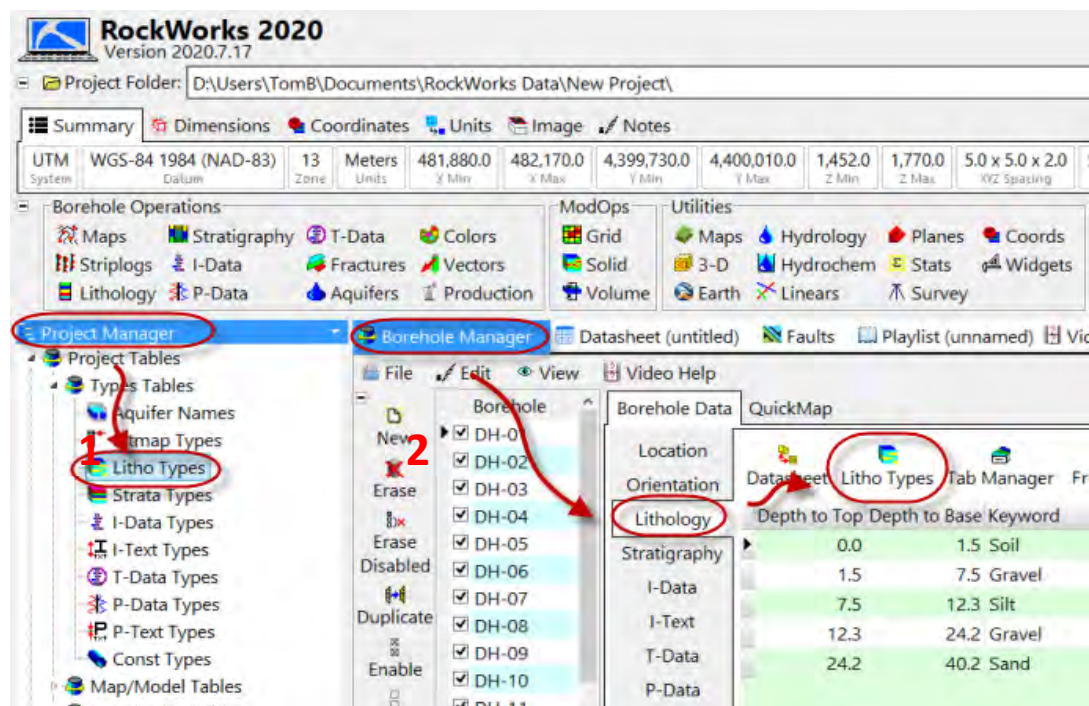 RockWorks 2020
Version 2020.7.17
Project Folder: D:\Users\TomB\Documents\RockWorks Data\New Project\
Summary Dimensions Coordinates Units Image Notes
UTM WGS-84 1984 (NAD-83) 13 Meters 481,880.0 482,170.0 4,399,730.0 4,400,010.0 1,452.0 1,770.0 5.0 x 5.0 x 2.0
System Datum Zone Units X Min X Max Y Min Y Max Z Min Z Max XYZ Spacing
Borehole Operations ModOps Utilities
Maps Stratigraphy T-Data Colors Grid Maps Hydrology Planes Coords
Striplogs I-Data Fractures Vectors Solid 3-D Hydrochem Stats Widgets
Lithology P-Data Aquifers Production Volume Earth Linears Survey
Project Manager
Project Tables
Types Tables
Aquifer Names
Types
Litho Types
Strata Types
I-Data Types
I-Text Types
T-Data Types
P-Data Types
P-Text Types
Const Types
Map/Model Tables
1
Borehole Manager Datasheet (untitled) Faults Playlist (unnamed)
File Edit View Video Help
New
Erase
Erase
Disabled
Duplicate
Enable
2
Borehole
DH-01
DH-02
DH-03
DH-04
DH-05
DH-06
DH-07
DH-08
DH-09
DH-10
DH-11
Borehole Data QuickMap
Location
Orientation
Lithology
Stratigraphy
I-Data
I-Text
T-Data
P-Data
Datasheet Litho Types Tab Manager
Depth to Top Depth to Base Keyword
0.0 1.5 Soil
1.5 7.5 Gravel
7.5 12.3 Silt
12.3 24.2 Gravel
24.2 40.2 Sand